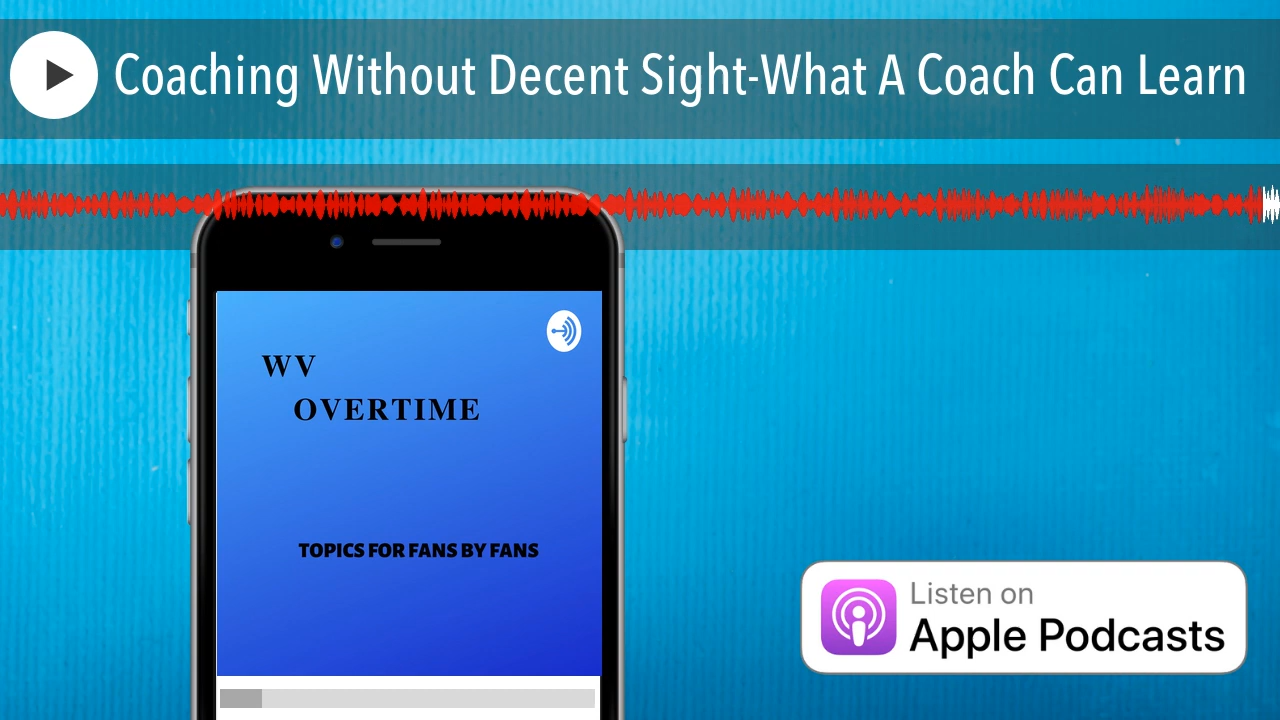 Coaching Without Decent Sight-What A Coach Can Learn
WV
OVERTIME
TOPICS FOR FANS BY FANS
Listen on
Apple Podcasts